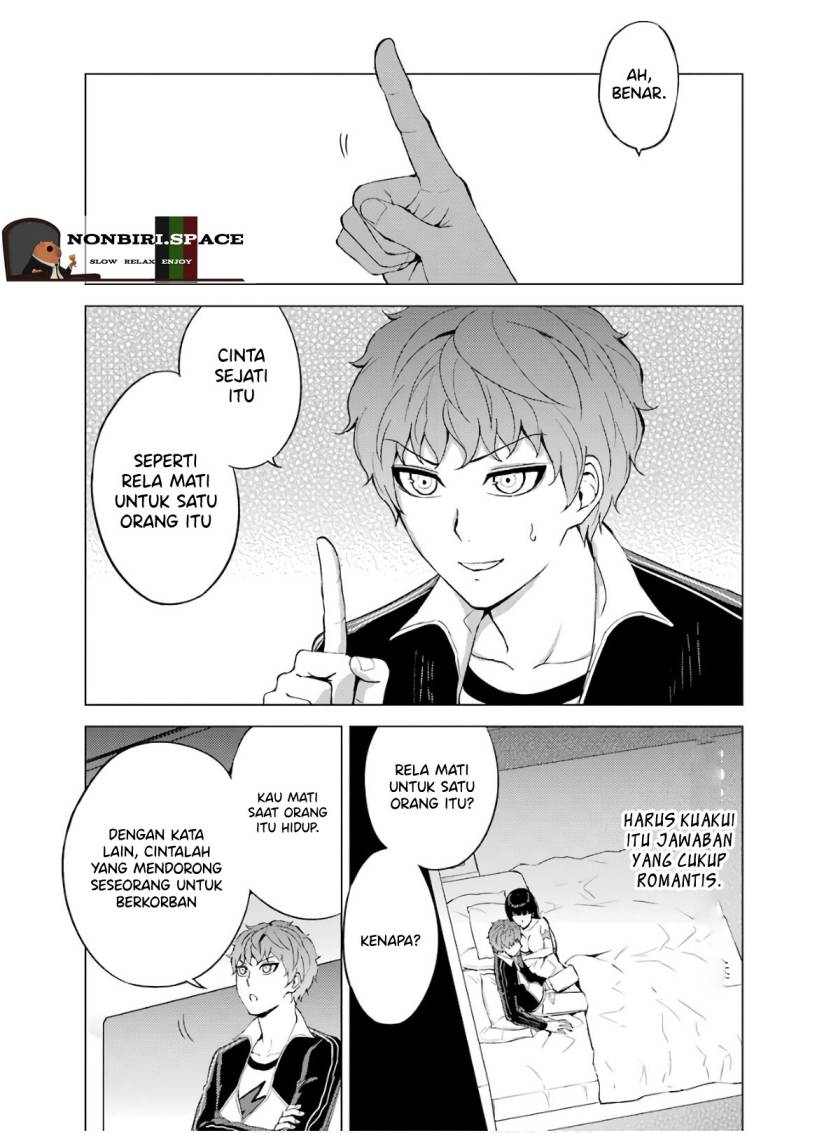 AH,
BENAR.
NONBIRI.SPACE
SLOW RELAX ENJOY
CINTA
SEJATI
ITU
SEPERTI
RELA MATI
UNTUK SATU
ORANG ITU
HARUS KUAKUI
ITU JAWABAN
YANG CUKUP
ROMANTIS.
RELA MATI
UNTUK SATU
ORANG ITU?
KENAPA?
KAU MATI
SAAT ORANG
ITU HIDUP.
DENGAN KATA
LAIN, CINTALAH
YANG MENDORONG
SESEORANG UNTUK
BERKORBAN